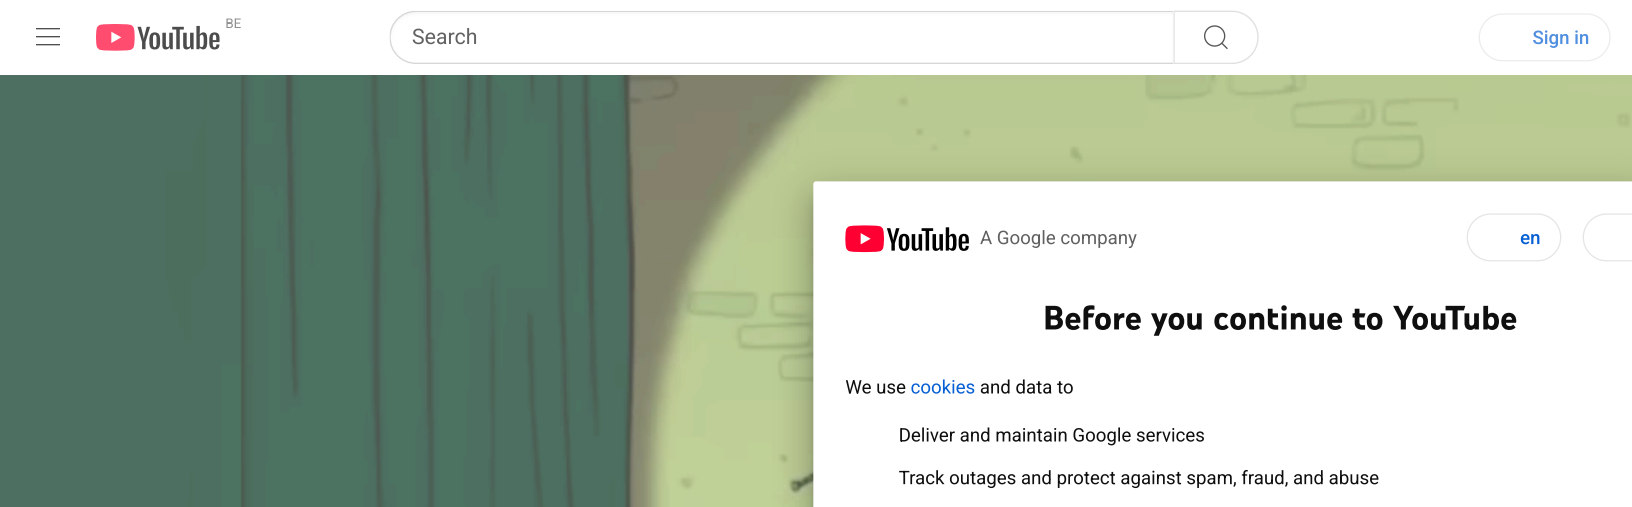 YouTube BE
Search
Sign in
YouTube A Google company
en
Before you continue to YouTube
We use cookies and data to
Deliver and maintain Google services
Track outages and protect against spam, fraud, and abuse